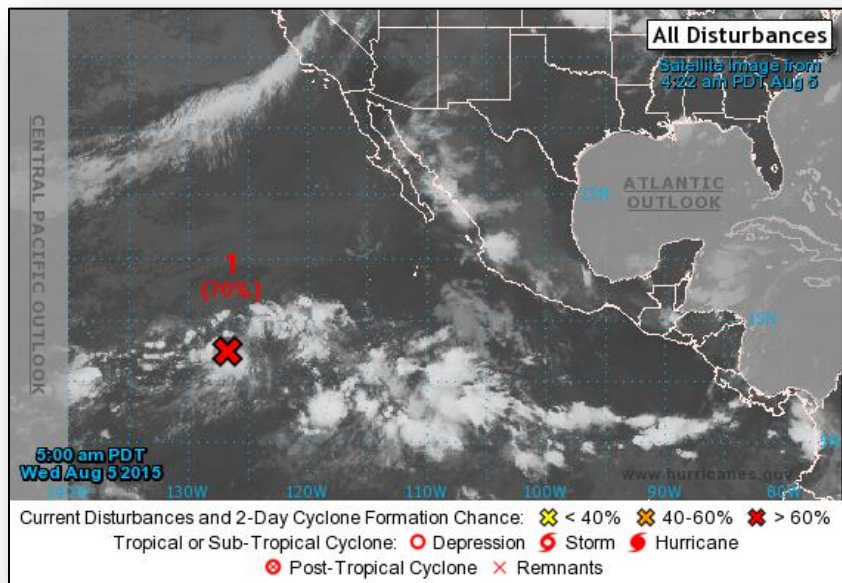 All Disturbances
Satellite Image from
4:22 am PDT Aug 5
CENTRAL PACIFIC OUTLOOK
ATLANTIC
OUTLOOK
25N
1
(70%)
15N
5N
5:00 am PDT
Wed Aug 5 2015
www.hurricanes.gov
140W 130W 120W 110W 100W 90W 80W
Current Disturbances and 2-Day Cyclone Formation Chance: < 40% 40-60% > 60%
Tropical or Sub-Tropical Cyclone: Depression Storm Hurricane
Post-Tropical Cyclone Remnants